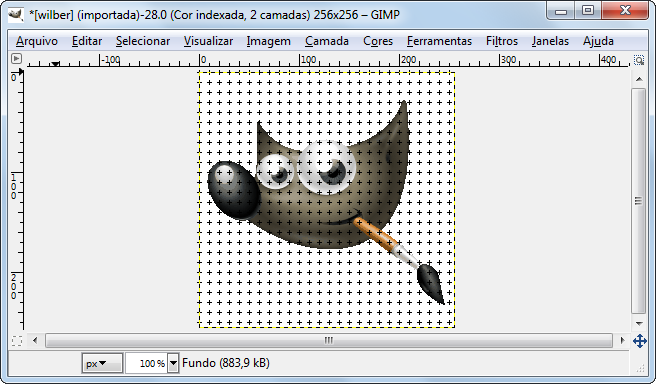 *[wilber] (importada)-28.0 (Cor indexada, 2 camadas) 256x256 – GIMP
Arquivo Editar Selecionar Visualizar Imagem Camada Cores Ferramentas Filtros Janelas Ajuda
-100 0 100 200 300 400
0
100
200
px 100 % Fundo (883,9 kB)